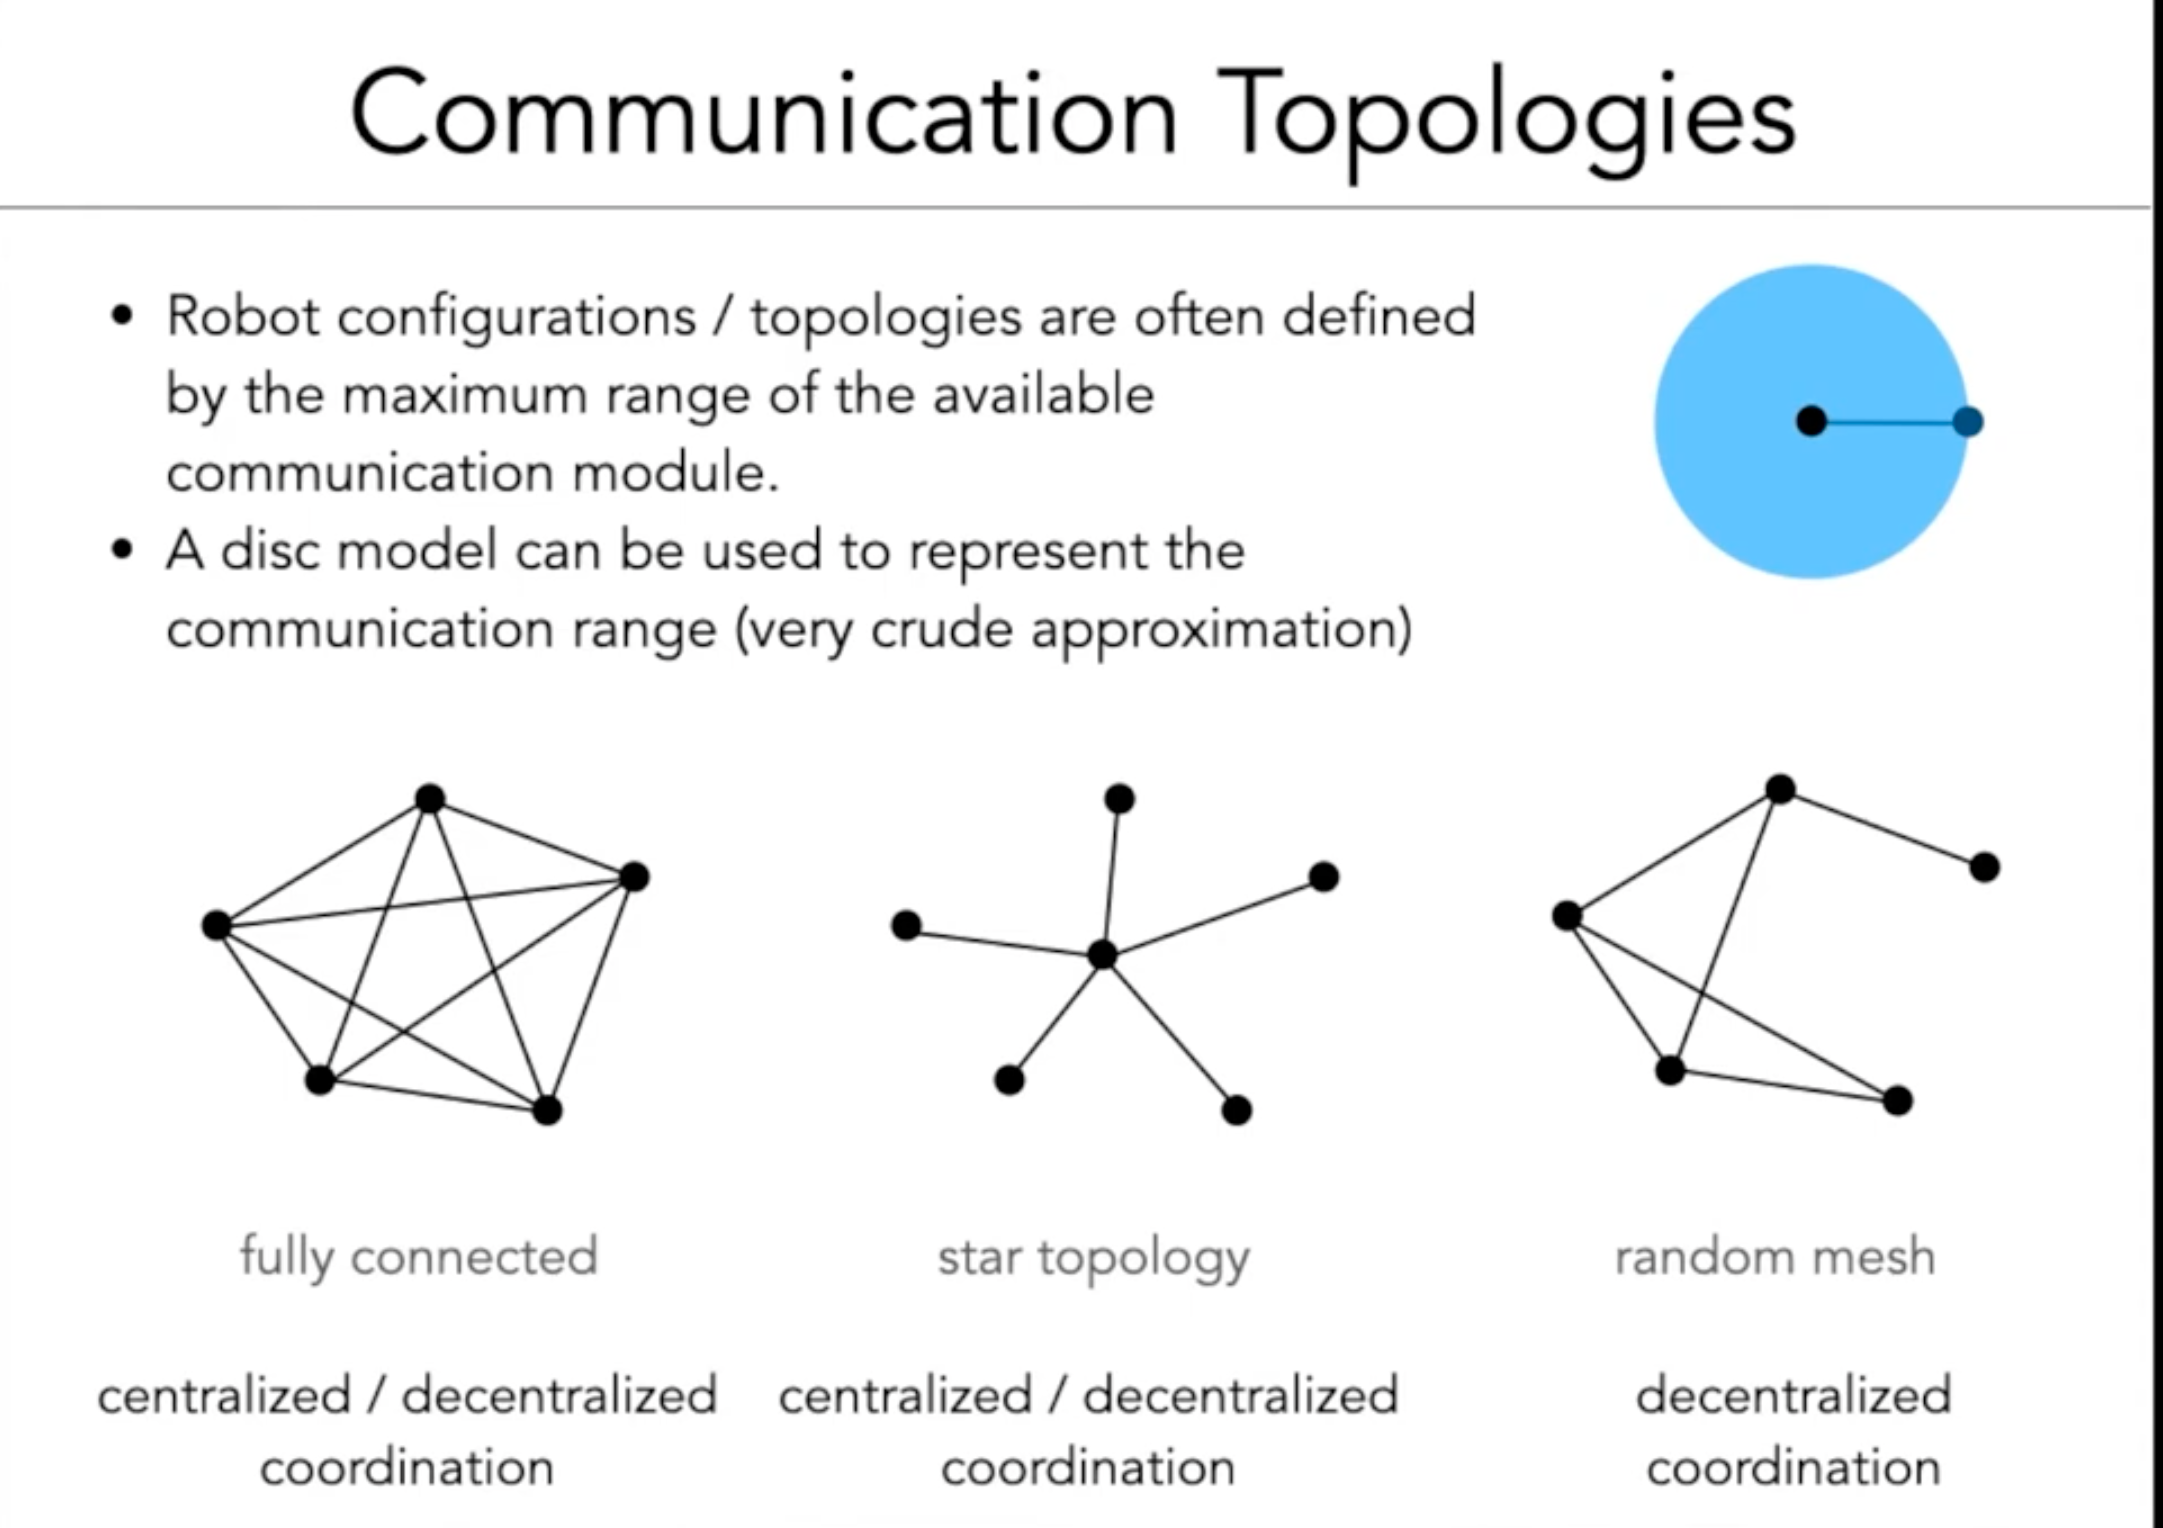 Communication Topologies
• Robot configurations / topologies are often defined
by the maximum range of the available
communication module.
• A disc model can be used to represent the
communication range (very crude approximation)
fully connected
star topology
random mesh
centralized / decentralized
coordination
centralized / decentralized
coordination
decentralized
coordination